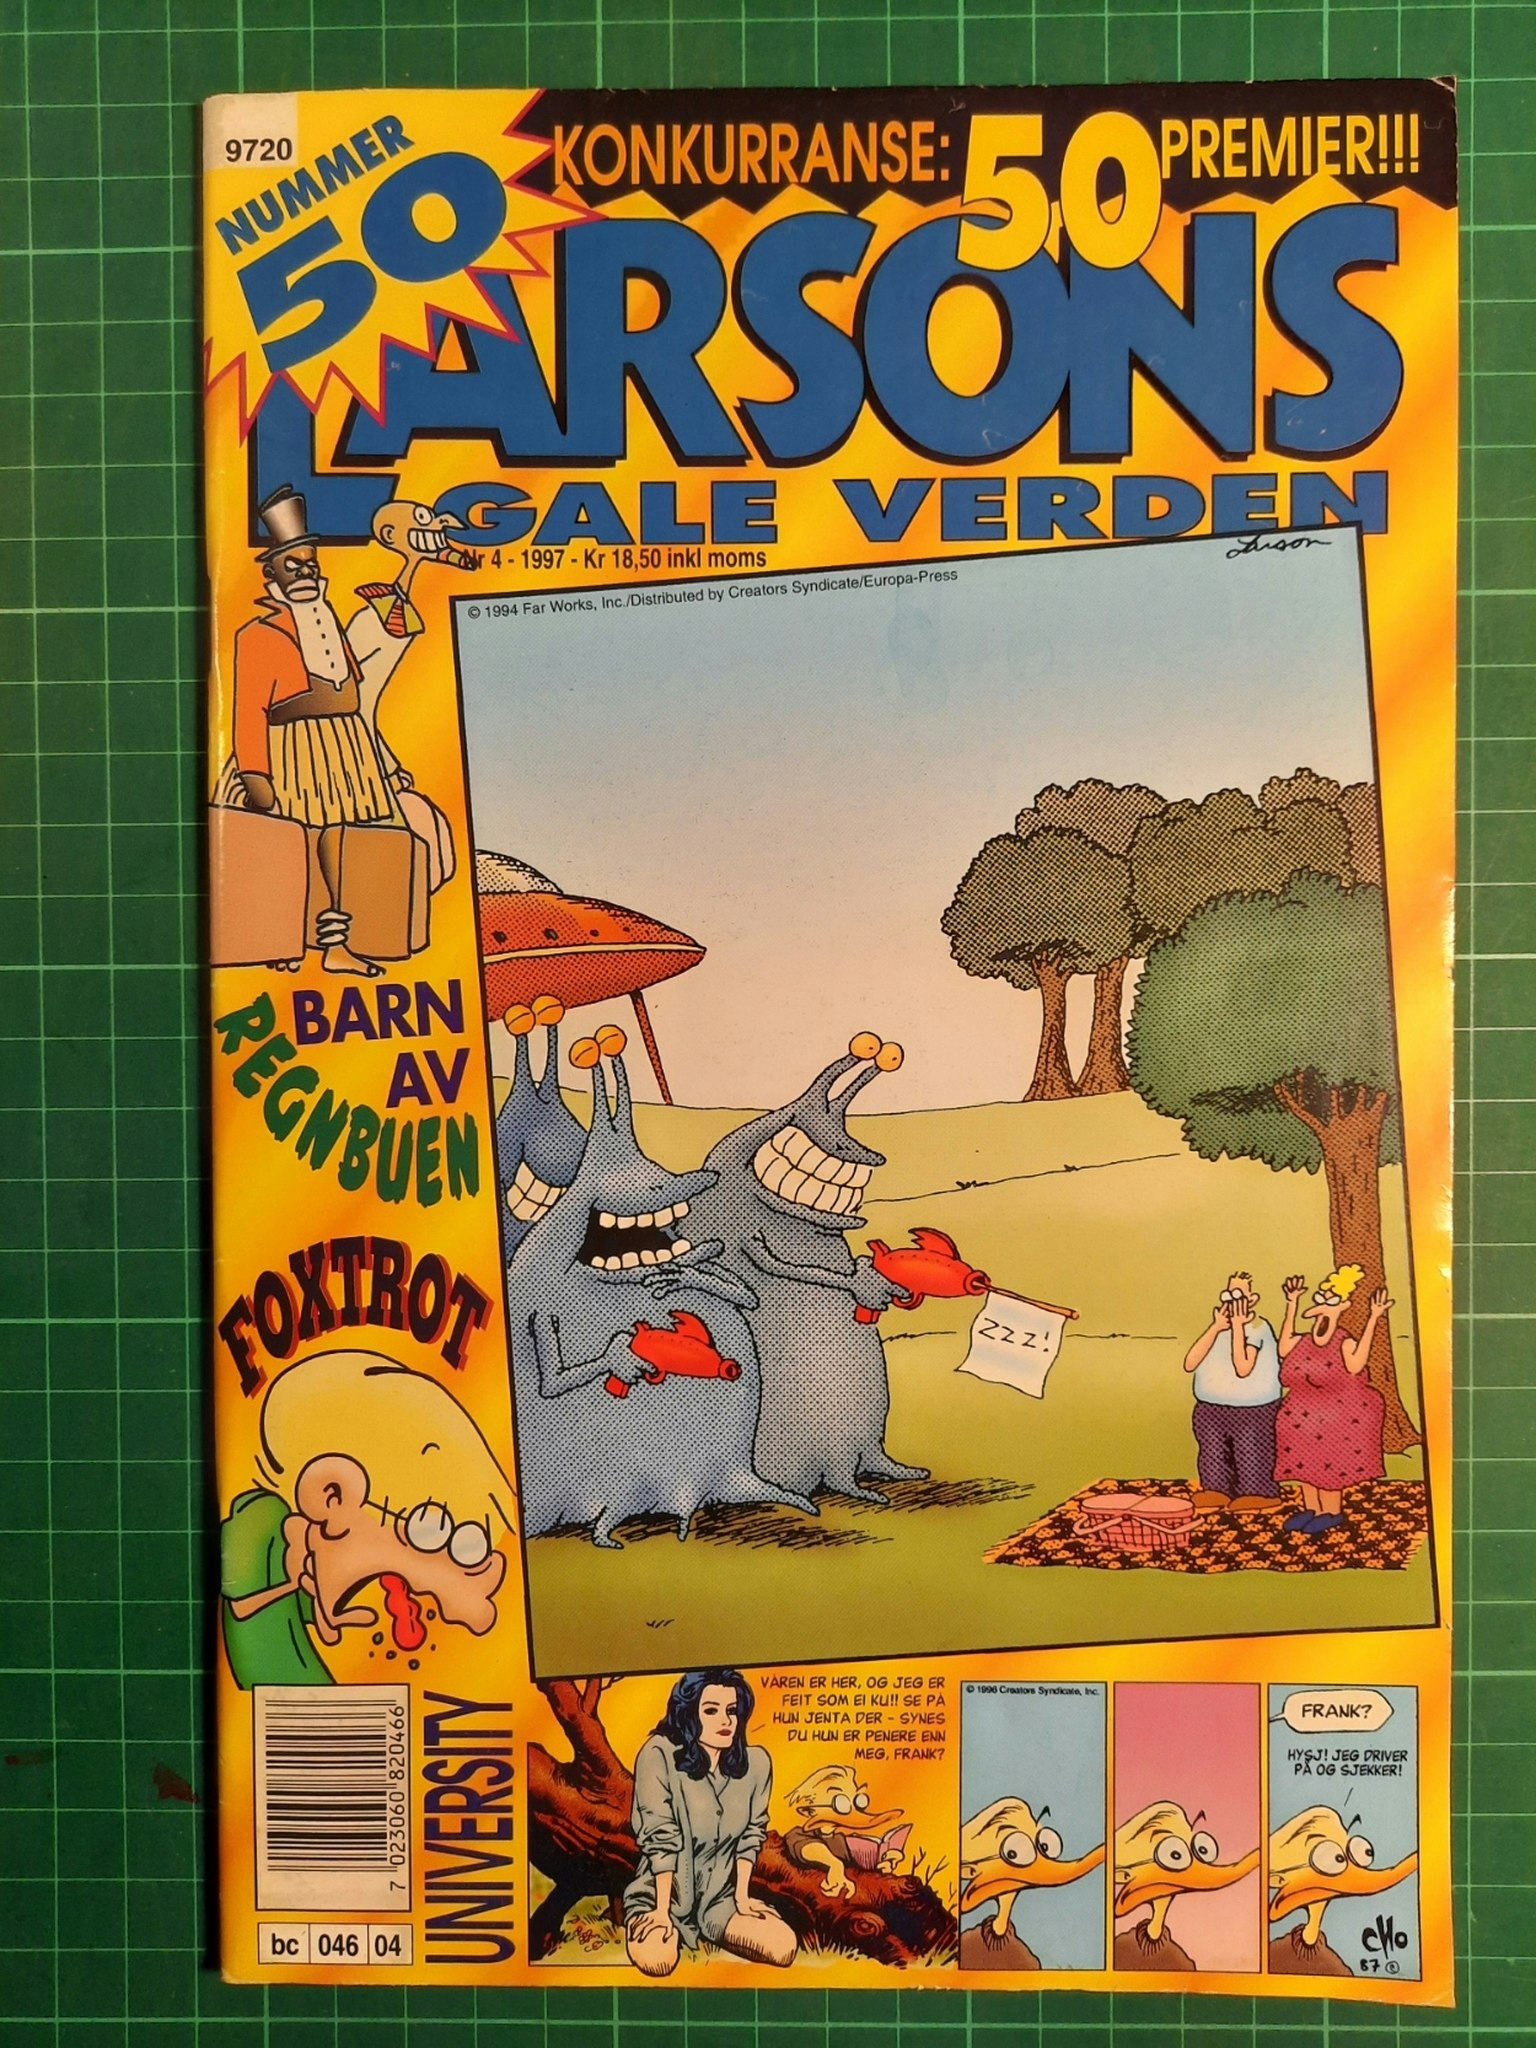 9720
NUMMER
50
KONKURRANSE: 50 PREMIER!!!
LARSONS
GALE VERDEN
Nr 4 - 1997 - Kr 18,50 inkl moms
Larson
© 1994 Far Works, Inc./Distributed by Creators Syndicate/Europa-Press
BARN
AV
REGNBUEN
ZZZ!
FOXTROT
UNIVERSITY
VÅREN ER HER, OG JEG ER
FEIT SOM EI KU!! SE PÅ
HUN JENTA DER - SYNES
DU HUN ER PENERE ENN
MEG, FRANK?
© 1996 Creators Syndicate, Inc.
FRANK?
HYSJ! JEG DRIVER
PÅ OG SJEKKER!
CHO
7 023060 820466
bc 046 04